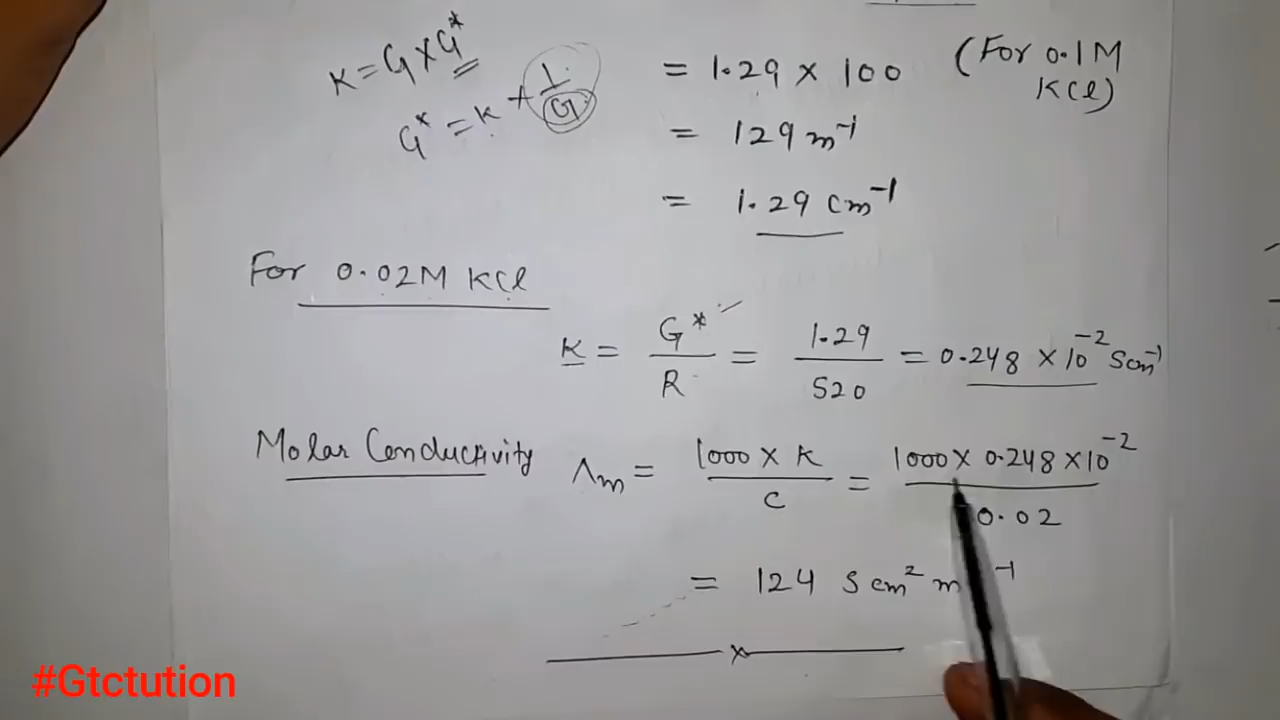 K = G × G*
G* = K × 1/G
= 1.29 × 100 (For 0.1M KCl)
= 129 m⁻¹
= 1.29 cm⁻¹
For 0.02M KCl
K = G*/R = 1.29/520 = 0.248 × 10⁻² S cm⁻¹
Molar Conductivity Λm = 1000 × K/C = 1000 × 0.248 × 10⁻²/0.02
= 124 S cm² m ⁻¹
#Gtctution